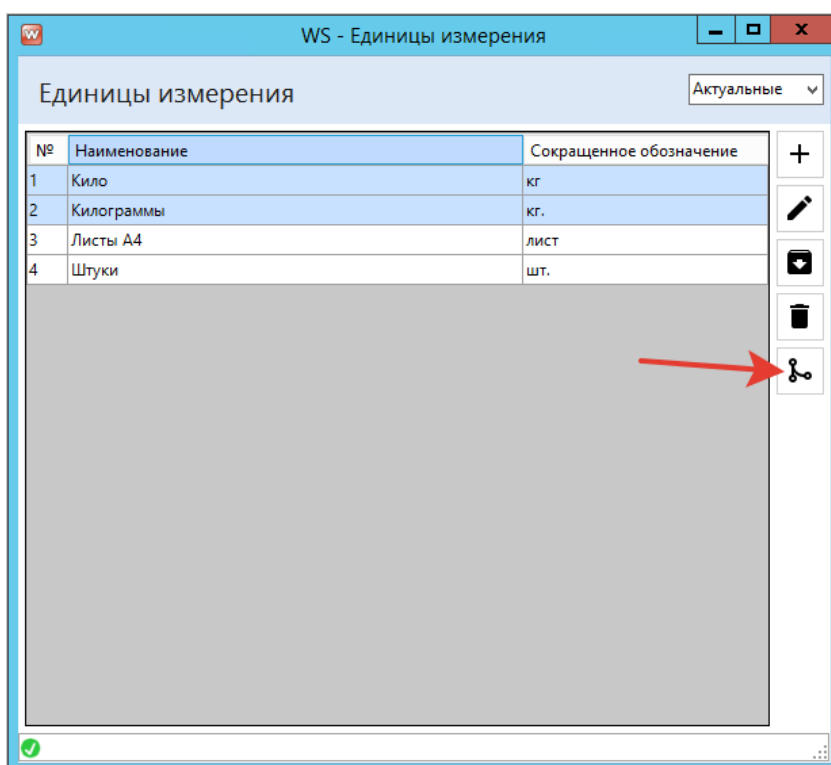 WS - Единицы измерения
Единицы измерения
Актуальные
№ Наименование Сокращенное обозначение
1 Кило кг
2 Килограммы кг.
3 Листы А4 лист
4 Штуки шт.